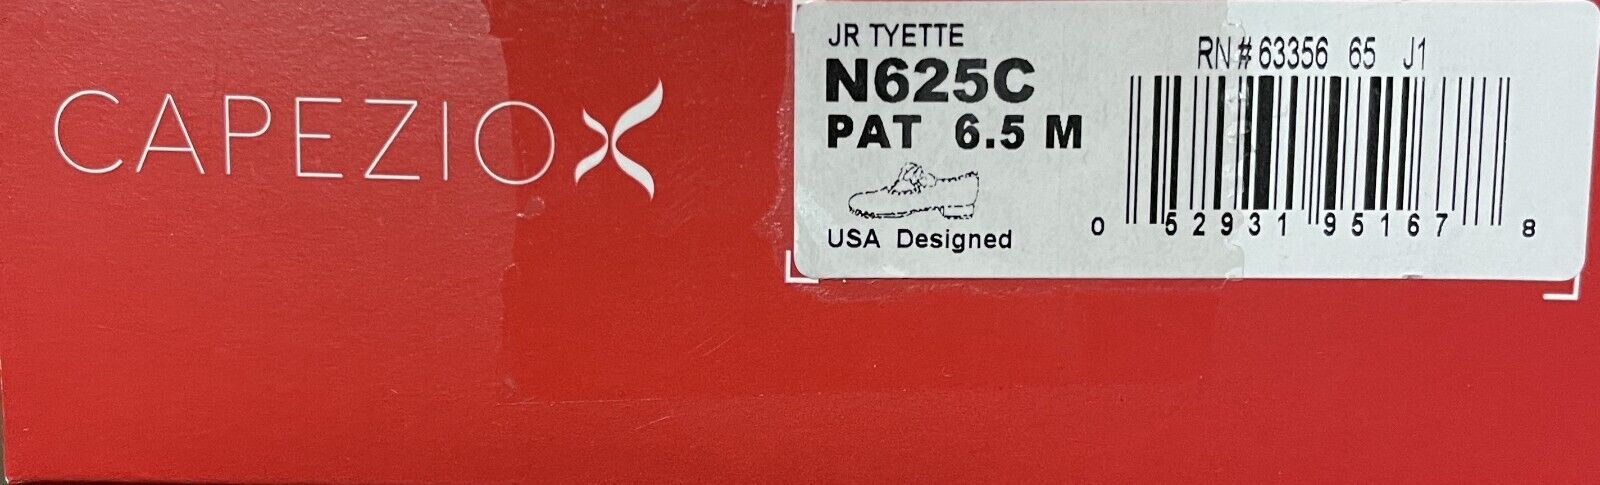 CAPEZIO
JR TYETTE
N625C
PAT 6.5 M
USA Designed
RN# 63356 65 J1
0 52931 95167 8